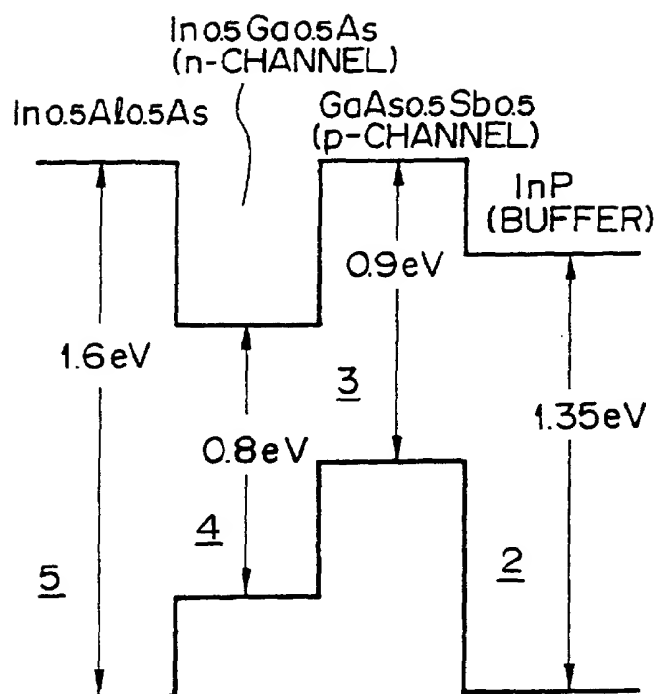 In0.5Ga0.5As
(n-CHANNEL)
In0.5Al0.5As
GaAs0.5Sb0.5
(p-CHANNEL)
InP
(BUFFER)
0.9eV
1.6eV
3
1.35eV
0.8eV
4
5
2